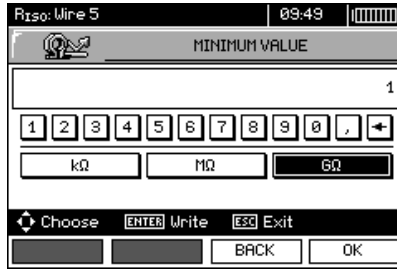 RISO: Wire 5 09:49
MINIMUM VALUE
1
1 2 3 4 5 6 7 8 9 0 ,
kΩ MΩ GΩ
Choose ENTER Write ESC Exit
BACK OK